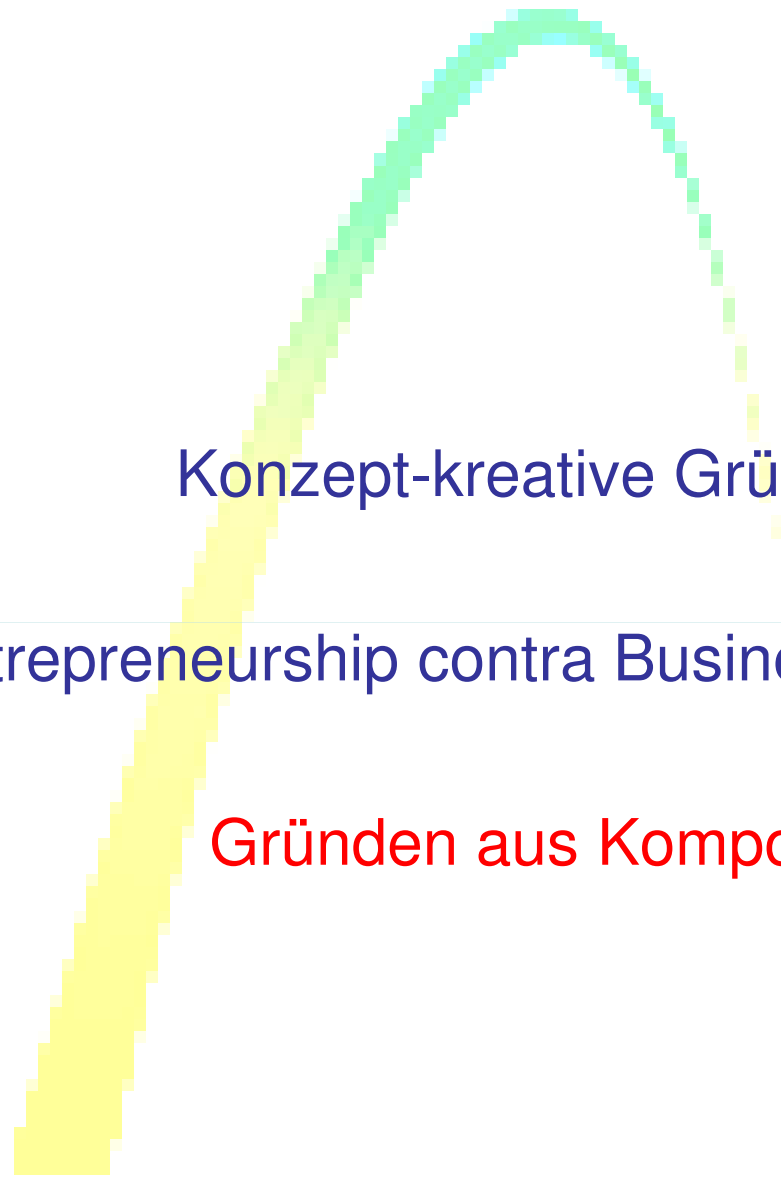 Konzept-kreative Grü
trepreneurship contra Busine
Gründen aus Kompo